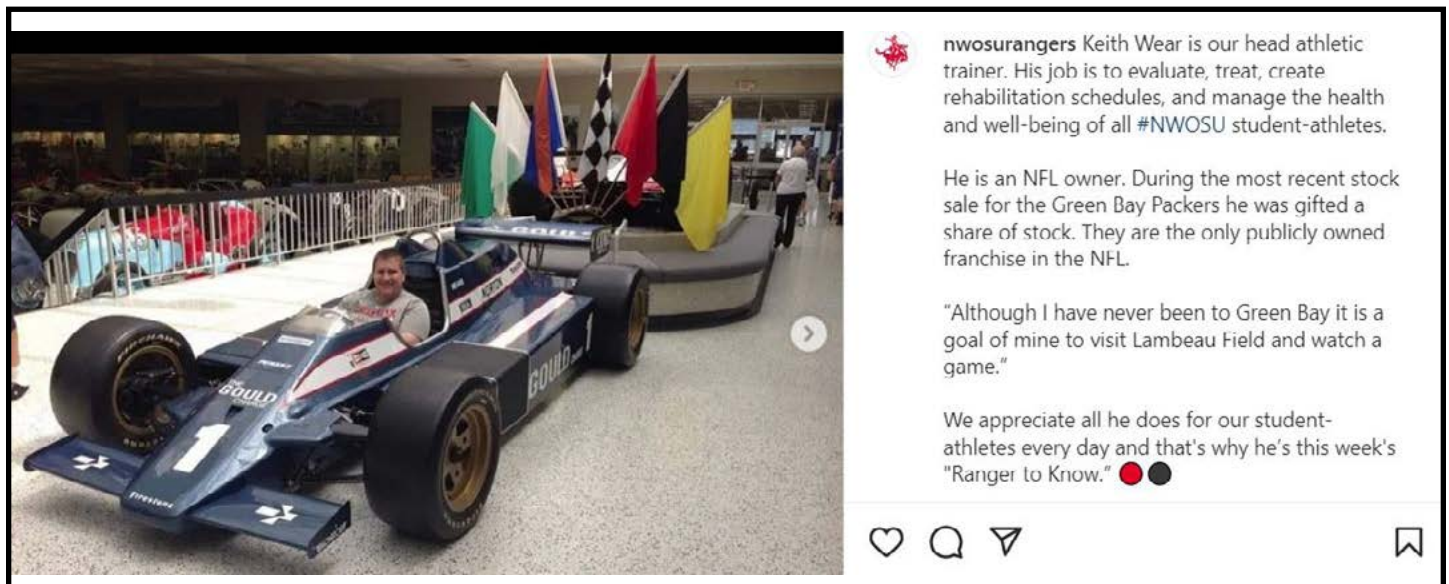 GOULD
NORTON
1
FIREHAWK
GOULD
THE
GOULD
CHARGE
1
Firestone
nwosurangers Keith Wear is our head athletic
trainer. His job is to evaluate, treat, create
rehabilitation schedules, and manage the health
and well-being of all #NWOSU student-athletes.
He is an NFL owner. During the most recent stock
sale for the Green Bay Packers he was gifted a
share of stock. They are the only publicly owned
franchise in the NFL.
“Although I have never been to Green Bay it is a
goal of mine to visit Lambeau Field and watch a
game.”
We appreciate all he does for our student-
athletes every day and that's why he’s this week's
"Ranger to Know.”